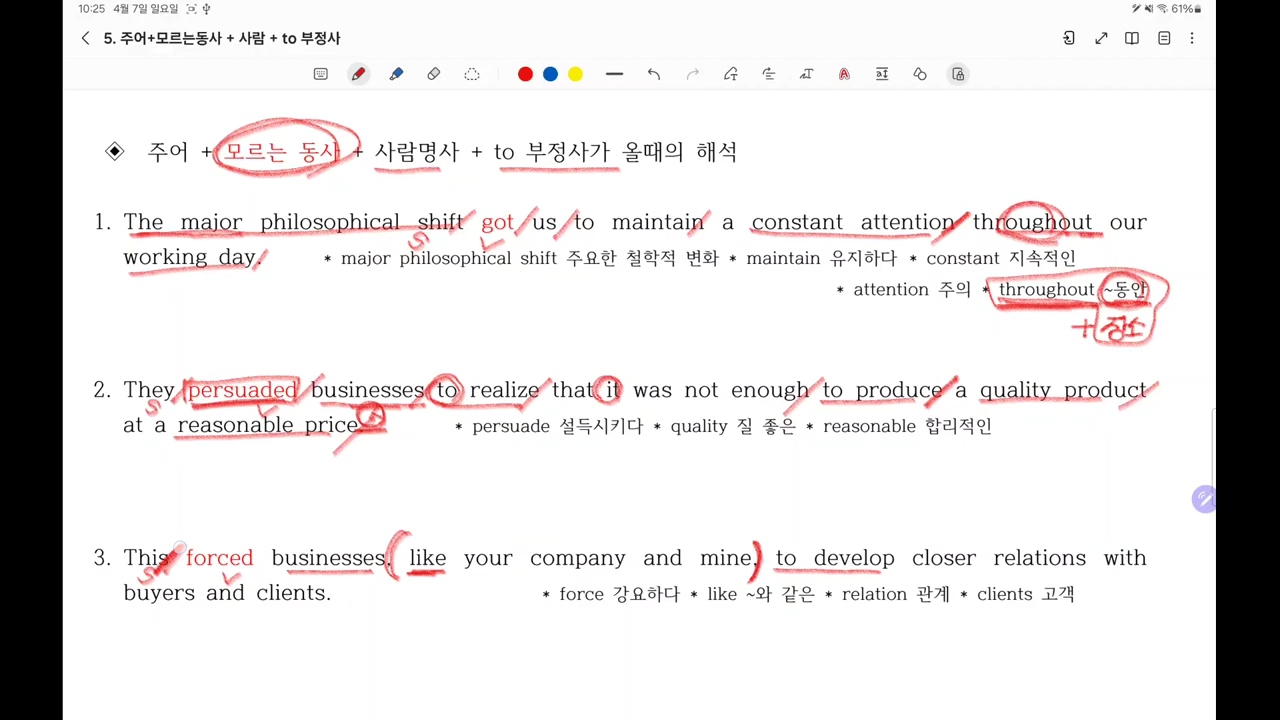 10:25 4월 7일 일요일 61%
5. 주어+모르는동사 + 사람 + to 부정사
◈ 주어 + 모르는 동사 + 사람명사 + to 부정사가 올때의 해석
1. The major philosophical shift got us to maintain a constant attention throughout our
S
working day. * major philosophical shift 주요한 철학적 변화 * maintain 유지하다 * constant 지속적인
* attention 주의 * throughout ~동안
+ 장소
2. They persuaded businesses to realize that it was not enough to produce a quality product
S
at a reasonable price. * persuade 설득시키다 * quality 질 좋은 * reasonable 합리적인
3. This forced businesses, (like your company and mine,) to develop closer relations with
S
buyers and clients. * force 강요하다 * like ~와 같은 * relation 관계 * clients 고객